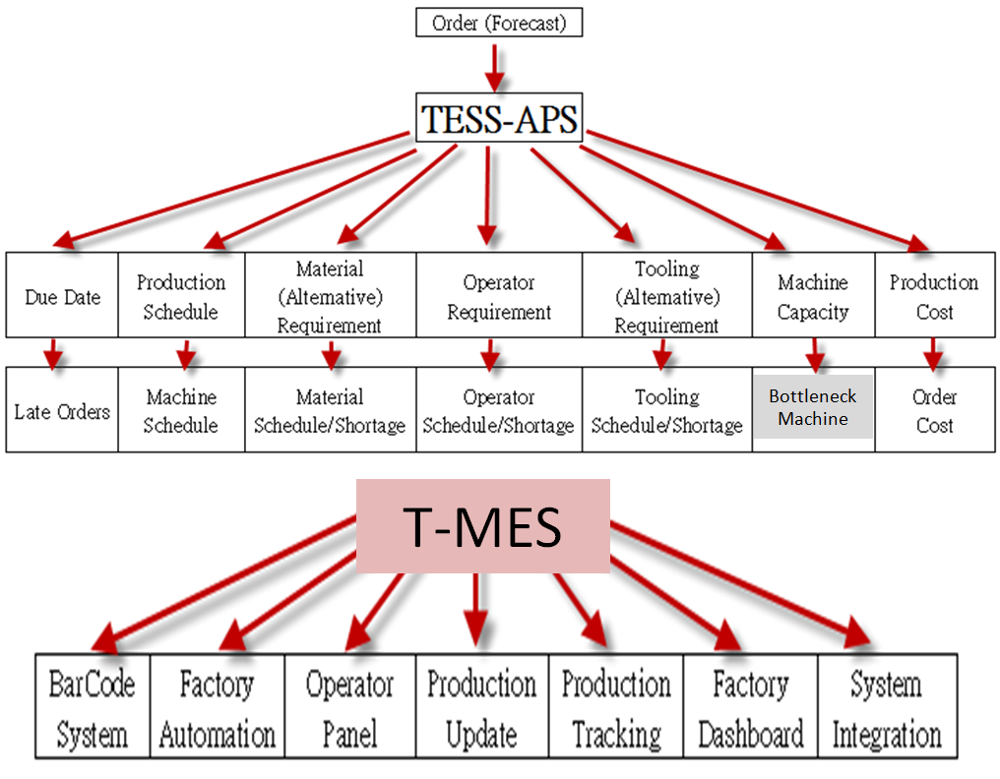 Order (Forecast)
TESS-APS
Due Date
Production
Schedule
Material
(Alternative)
Requirement
Operator
Requirement
Tooling
(Alternative)
Requirement
Machine
Capacity
Production
Cost
Late Orders
Machine
Schedule
Material
Schedule/Shortage
Operator
Schedule/Shortage
Tooling
Schedule/Shortage
Bottleneck
Machine
Order
Cost
T-MES
BarCode
System
Factory
Automation
Operator
Panel
Production
Update
Production
Tracking
Factory
Dashboard
System
Integration